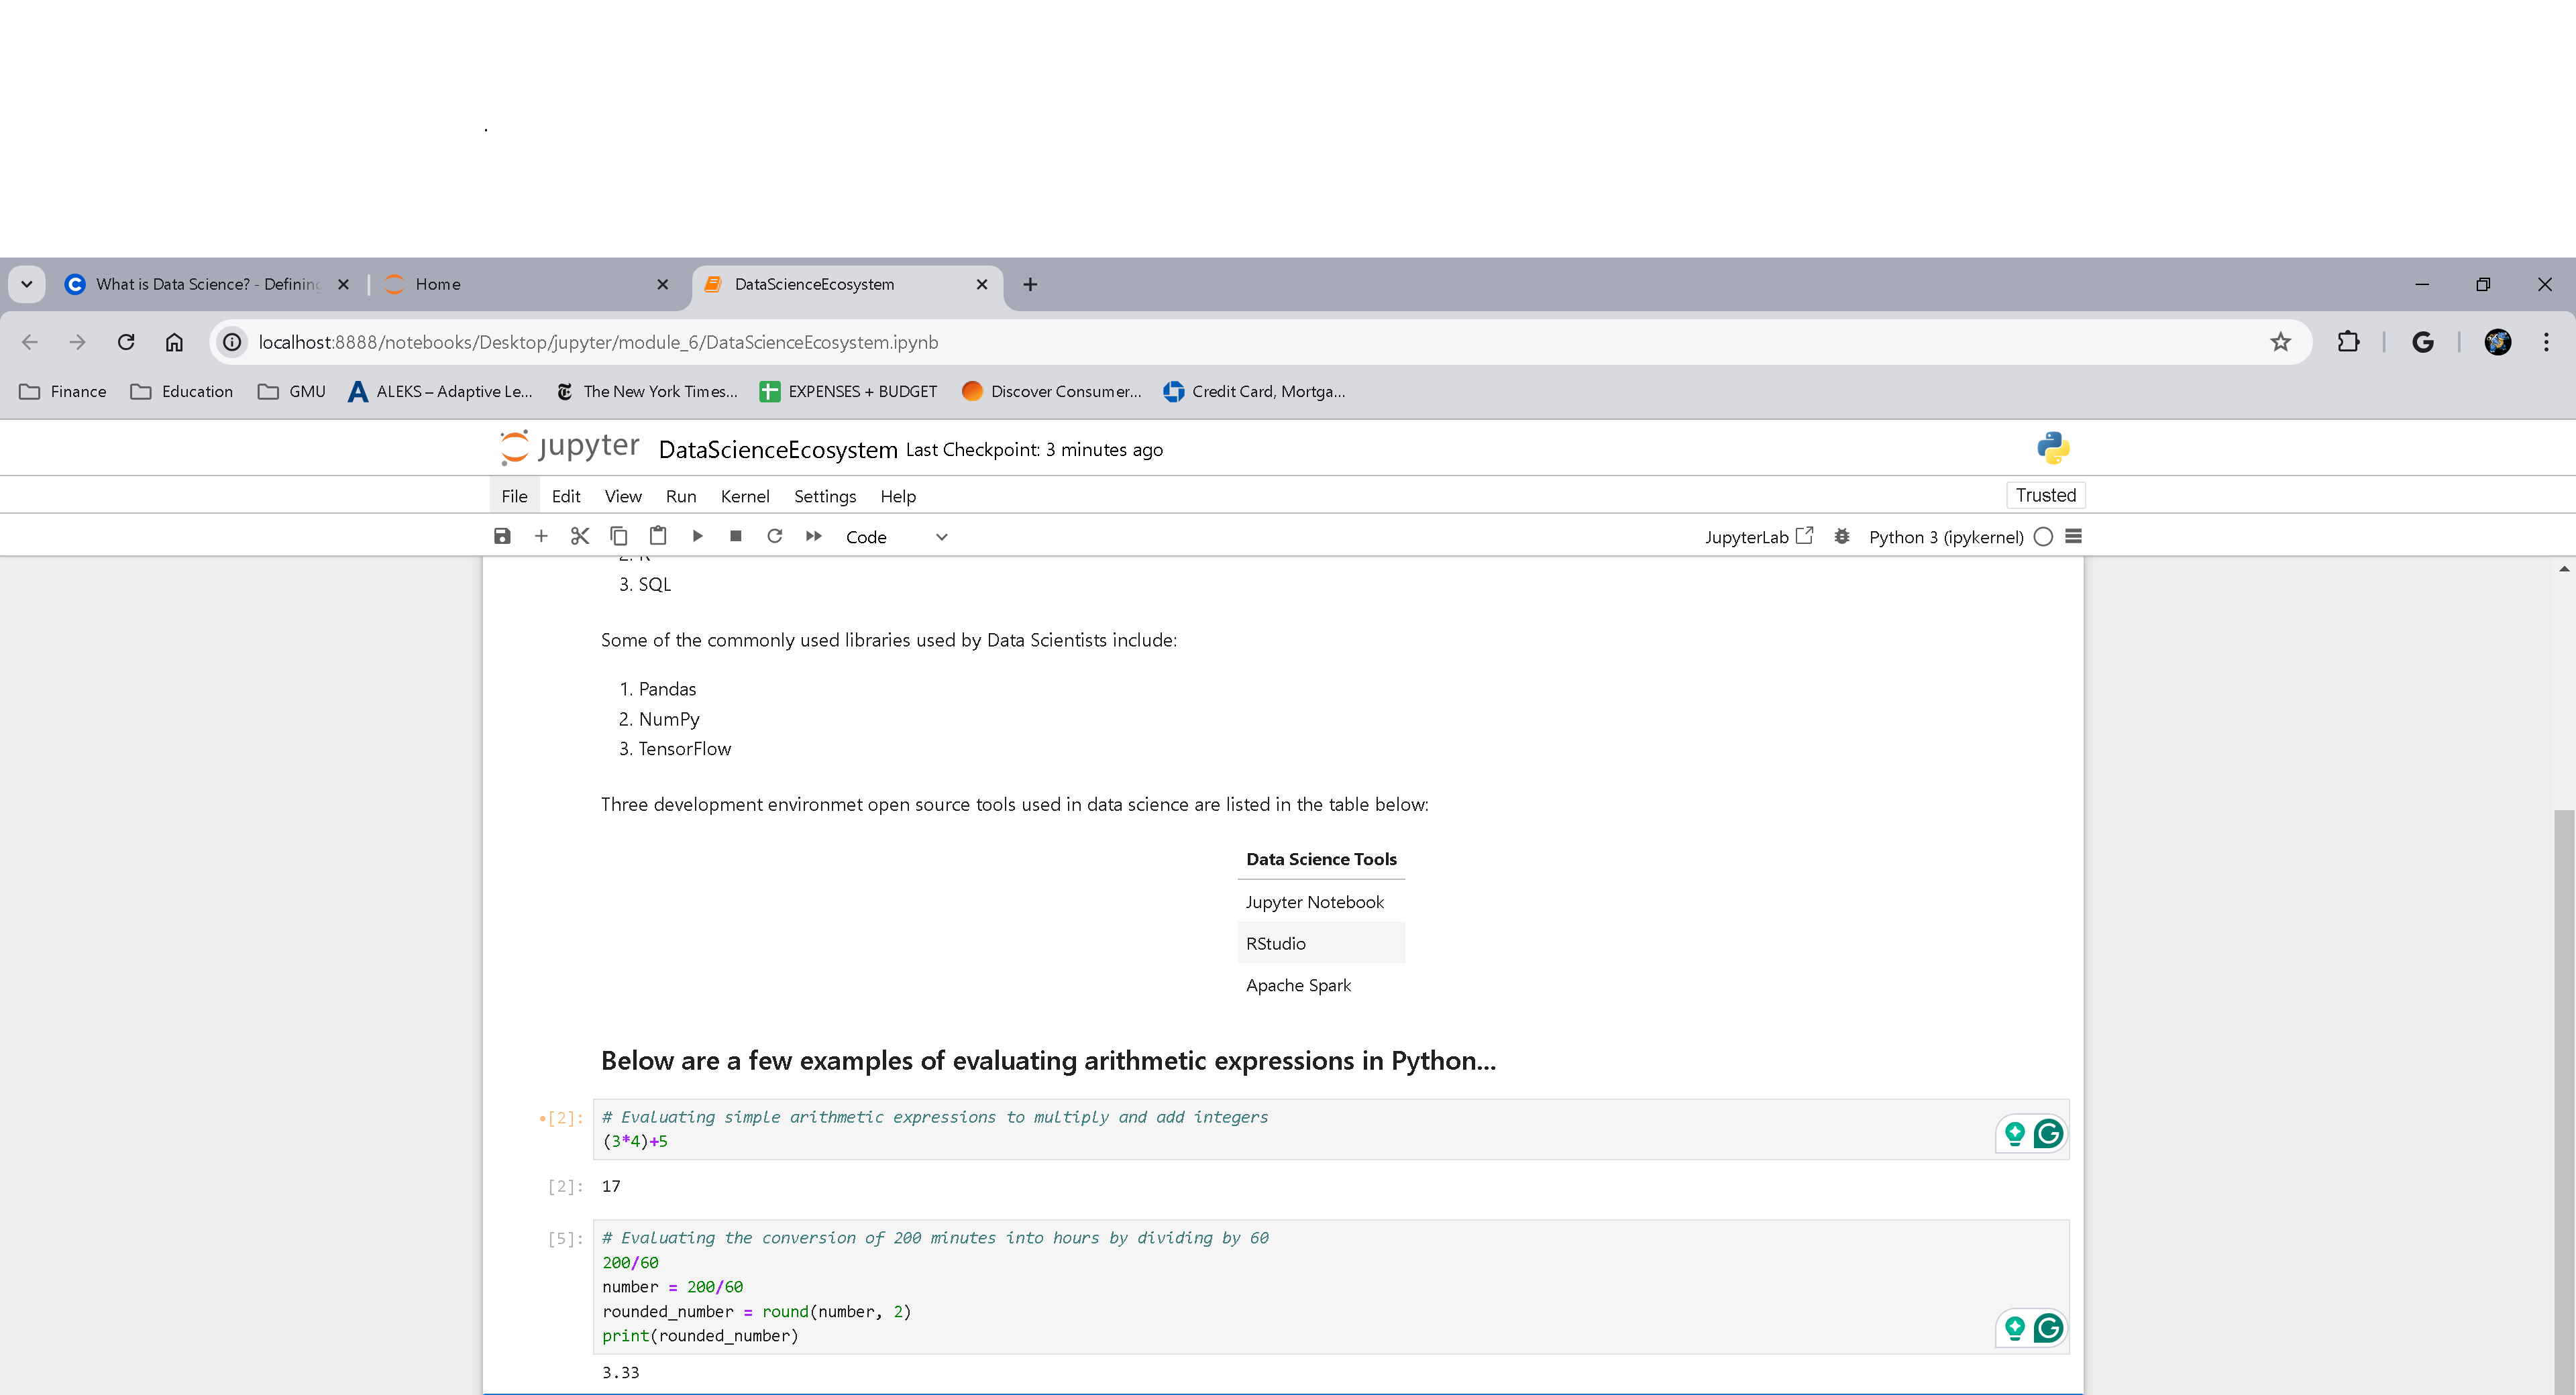 .
What is Data Science? - Defining
Home
DataScienceEcosystem
localhost:8888/notebooks/Desktop/jupyter/module_6/DataScienceEcosystem.ipynb
Finance Education GMU ALEKS – Adaptive Le... The New York Times... EXPENSES + BUDGET Discover Consumer... Credit Card, Mortga...
jupyter DataScienceEcosystem Last Checkpoint: 3 minutes ago
File Edit View Run Kernel Settings Help Trusted
Code JupyterLab Python 3 (ipykernel)
2. R
3. SQL
Some of the commonly used libraries used by Data Scientists include:
1. Pandas
2. NumPy
3. TensorFlow
Three development environmet open source tools used in data science are listed in the table below:
Data Science Tools
Jupyter Notebook
RStudio
Apache Spark
Below are a few examples of evaluating arithmetic expressions in Python...
•[2]: # Evaluating simple arithmetic expressions to multiply and add integers
(3*4)+5
[2]: 17
[5]: # Evaluating the conversion of 200 minutes into hours by dividing by 60
200/60
number = 200/60
rounded_number = round(number, 2)
print(rounded_number)
3.33